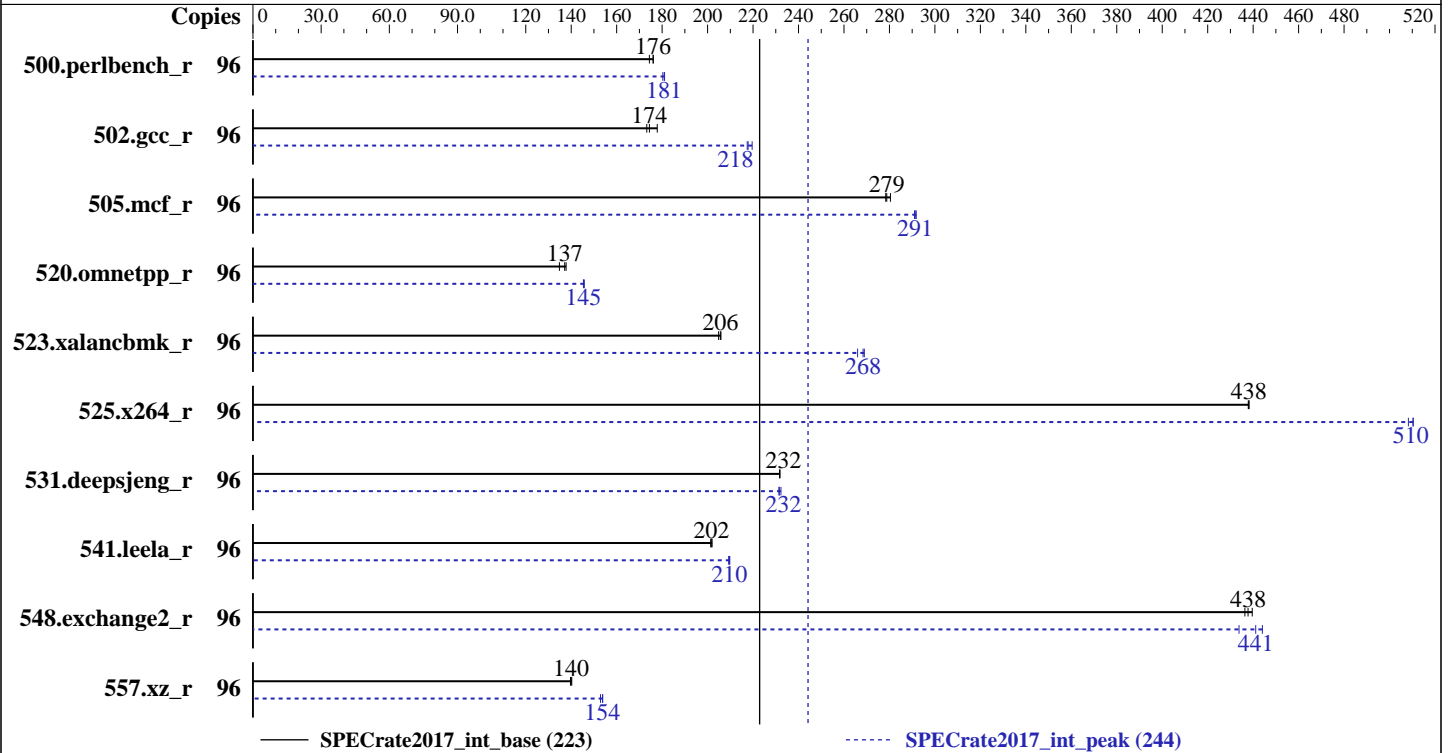 Copies 0 30.0 60.0 90.0 120 140 160 180 200 220 240 260 280 300 320 340 360 380 400 420 440 460 480 520
176
500.perlbench_r 96
181
174
502.gcc_r 96
218
279
505.mcf_r 96
291
137
520.omnetpp_r 96
145
206
523.xalancbmk_r 96
268
438
525.x264_r 96
510
232
531.deepsjeng_r 96
232
202
541.leela_r 96
210
438
548.exchange2_r 96
441
140
557.xz_r 96
154
SPECrate2017_int_base (223) SPECrate2017_int_peak (244)